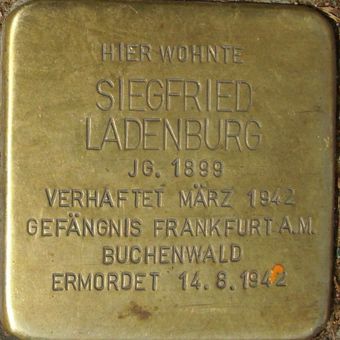 HIER WOHNTE
SIEGFRIED
LADENBURG
JG. 1899
VERHAFTET MÄRZ 1942
GEFÄNGNIS FRANKFURT A.M.
BUCHENWALD
ERMORDET 14.8.1942